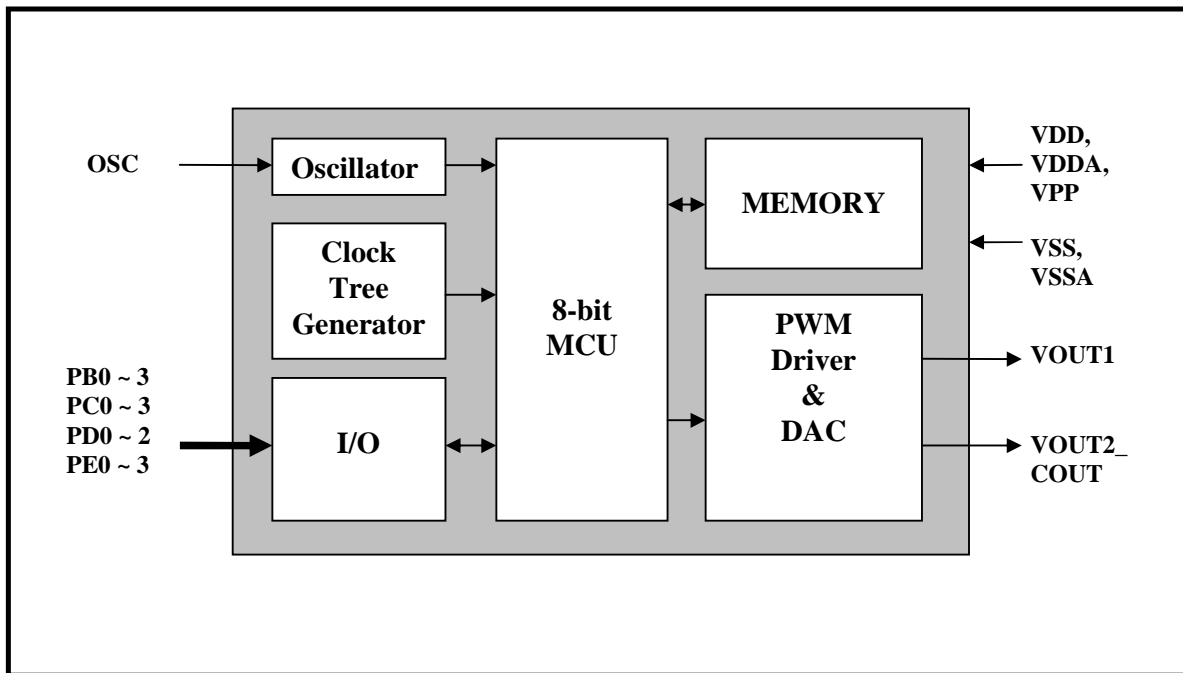 OSC
Oscillator
Clock
Tree
Generator
PB0 ~ 3
PC0 ~ 3
PD0 ~ 2
PE0 ~ 3
I/O
8-bit
MCU
MEMORY
PWM
Driver
&
DAC
VDD,
VDDA,
VPP
VSS,
VSSA
VOUT1
VOUT2_
COUT